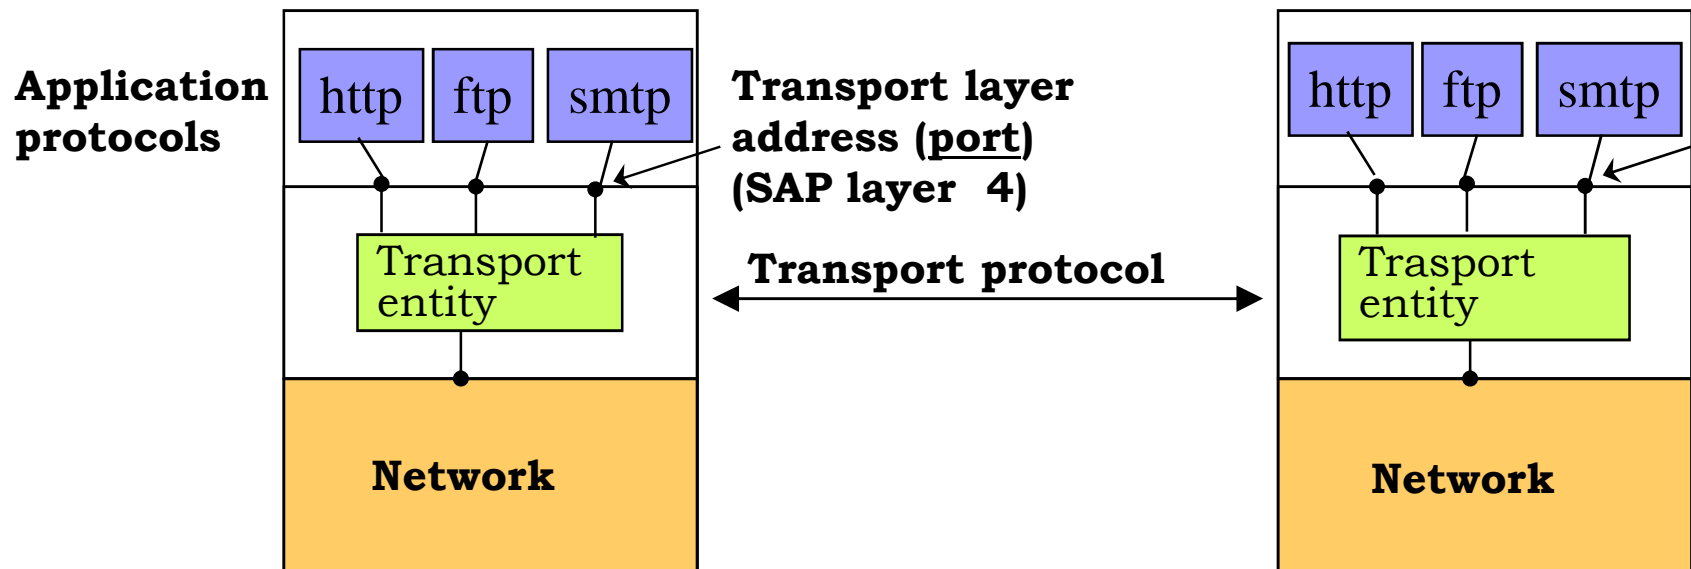 Application
protocols
http ftp smtp
Transport layer
address (port)
(SAP layer 4)
http ftp smtp
Transport
entity
Transport protocol
Trasport
entity
Network
Network